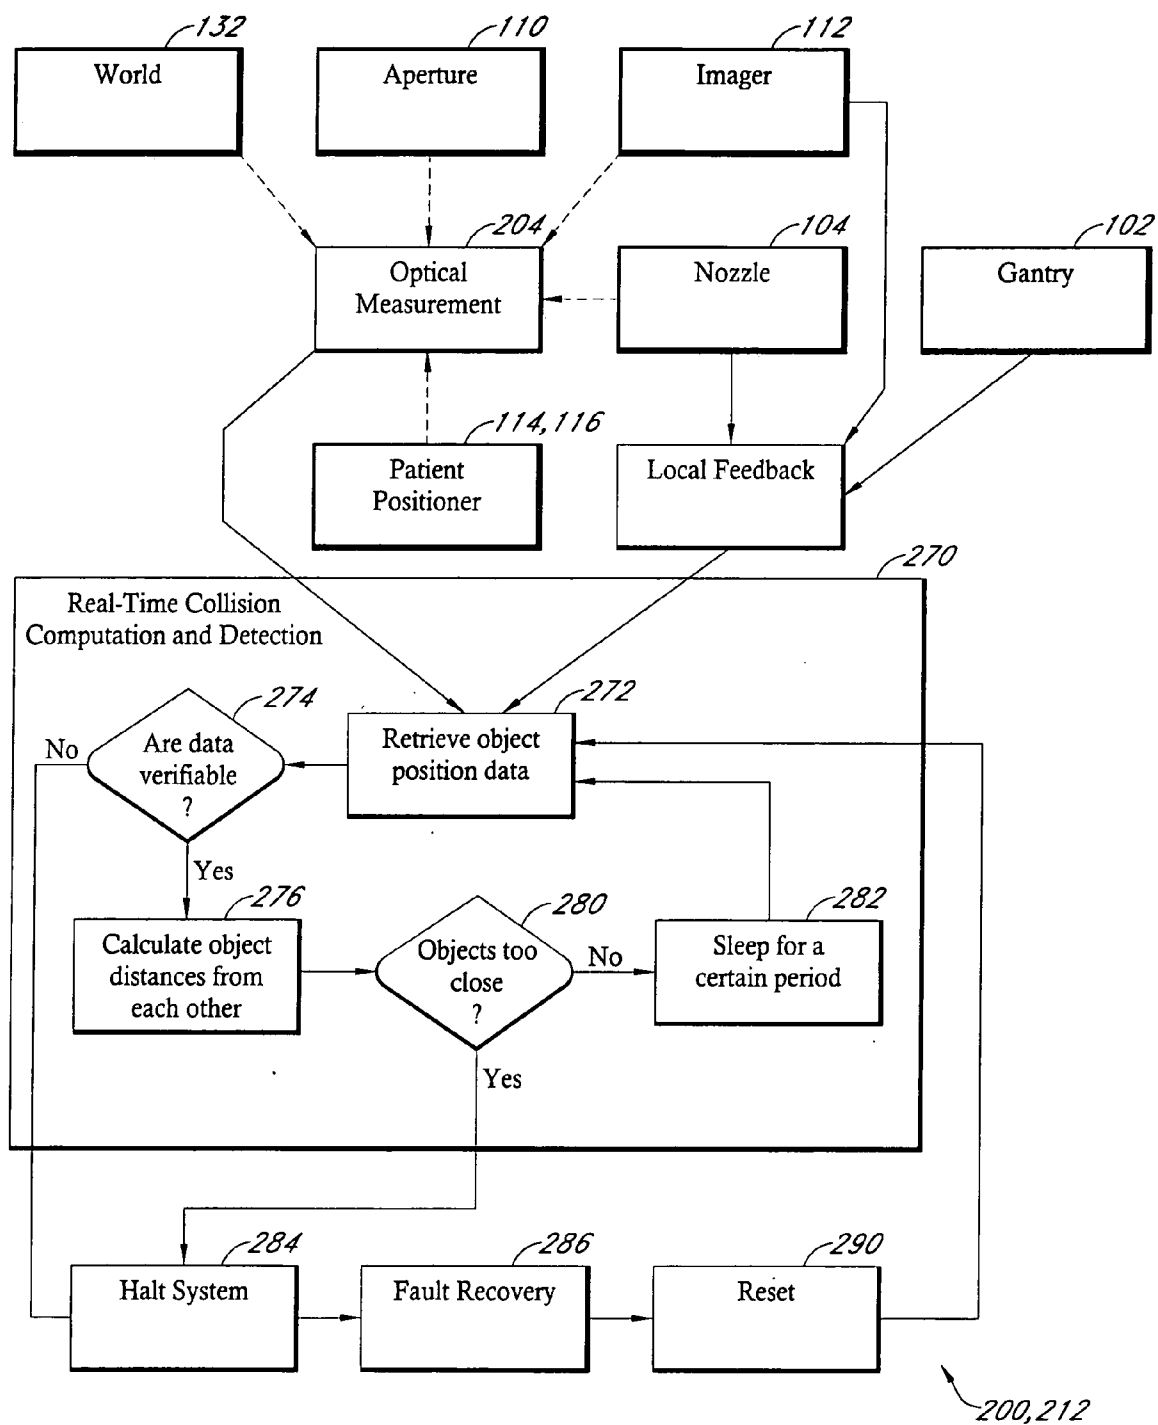 132
110
112
World
Aperture
Imager
204
104
102
Optical
Measurement
Nozzle
Gantry
114, 116
Patient
Positioner
Local Feedback
270
Real-Time Collision
Computation and Detection
274
272
No
Are data
verifiable
?
Retrieve object
position data
Yes
276
280
282
Calculate object
distances from
each other
Objects too
close
?
No
Sleep for a
certain period
Yes
284
286
290
Halt System
Fault Recovery
Reset
200, 212